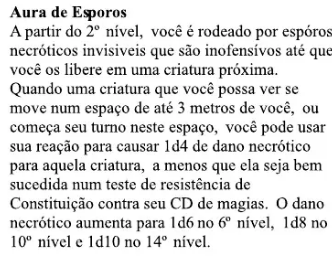 Aura de Esporos
A partir do 2º nível, você é rodeado por espóros
necróticos invisiveis que são inofensívos até que
você os libere em uma criatura próxima.
Quando uma criatura que você possa ver se
move num espaço de até 3 metros de você, ou
começa seu turno neste espaço, você pode usar
sua reação para causar 1d4 de dano necrótico
para aquela criatura, a menos que ela seja bem
sucedida num teste de resistência de
Constituição contra seu CD de magias. O dano
necrótico aumenta para 1d6 no 6º nível, 1d8 no
10º nível e 1d10 no 14º nível.